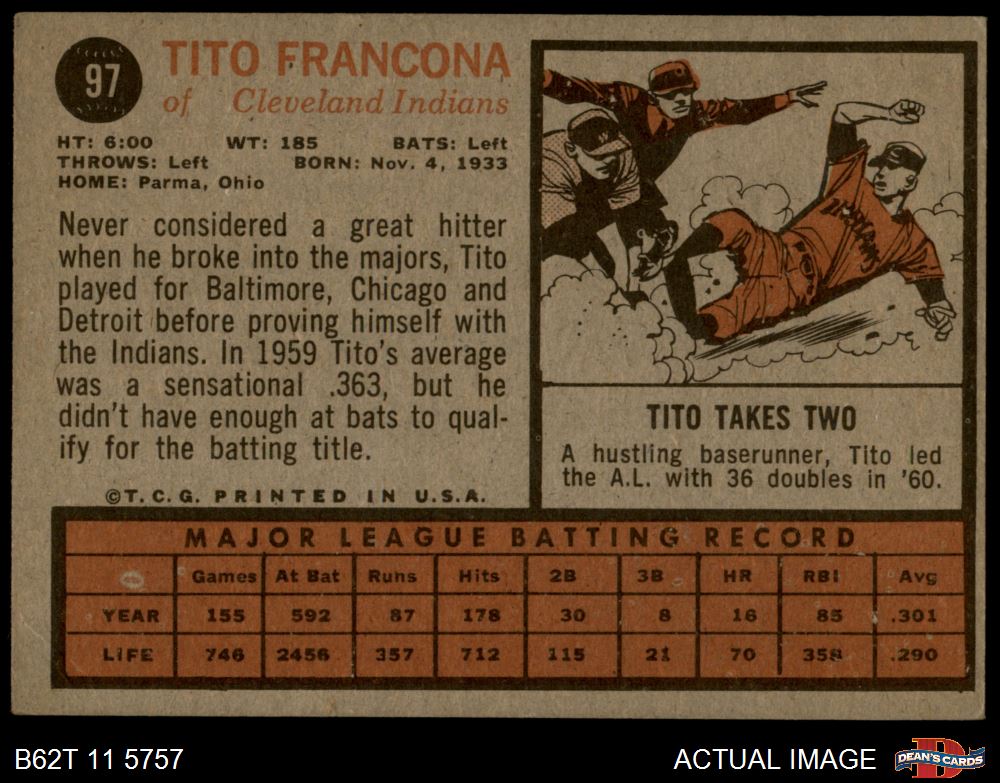 97
TITO FRANCONA
of Cleveland Indians
HT: 6:00 WT: 185 BATS: Left
THROWS: Left BORN: Nov. 4, 1933
HOME: Parma, Ohio
Never considered a great hitter
when he broke into the majors, Tito
played for Baltimore, Chicago and
Detroit before proving himself with
the Indians. In 1959 Tito's average
was a sensational .363, but he
didn't have enough at bats to qual-
ify for the batting title.
©T.C.G. PRINTED IN U.S.A.
TITO TAKES TWO
A hustling baserunner, Tito led
the A.L. with 36 doubles in '60.
MAJOR LEAGUE BATTING RECORD
Games At Bat Runs Hits 2B 3B HR RBI Avg
YEAR 155 592 87 178 30 8 16 85 .301
LIFE 746 2456 357 712 115 21 70 358 .290
B62T 11 5757
ACTUAL IMAGE
DEAN'S CARDS